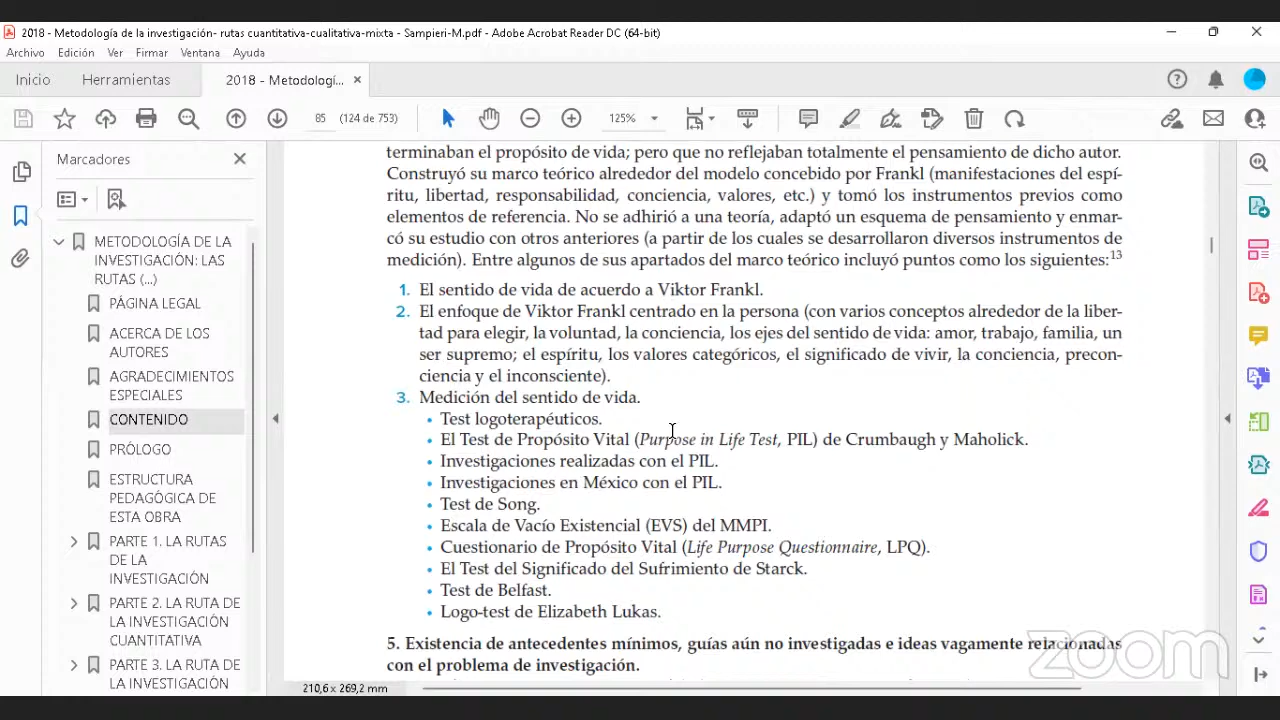 2018 - Metodología de la investigación- rutas cuantitativa-cualitativa-mixta - Sampieri-M.pdf - Adobe Acrobat Reader DC (64-bit)
Archivo Edición Ver Firmar Ventana Ayuda
Inicio Herramientas 2018 - Metodologí... ×
85 (124 de 753) 125%
Marcadores
METODOLOGÍA DE LA
INVESTIGACIÓN: LAS
RUTAS (...)
PÁGINA LEGAL
ACERCA DE LOS
AUTORES
AGRADECIMIENTOS
ESPECIALES
CONTENIDO
PRÓLOGO
ESTRUCTURA
PEDAGÓGICA DE
ESTA OBRA
PARTE 1. LA RUTAS
DE LA
INVESTIGACIÓN
PARTE 2. LA RUTA DE
LA INVESTIGACIÓN
CUANTITATIVA
PARTE 3. LA RUTA DE
LA INVESTIGACIÓN
terminaban el propósito de vida; pero que no reflejaban totalmente el pensamiento de dicho autor.
Construyó su marco teórico alrededor del modelo concebido por Frankl (manifestaciones del espí-
ritu, libertad, responsabilidad, conciencia, valores, etc.) y tomó los instrumentos previos como
elementos de referencia. No se adhirió a una teoría, adaptó un esquema de pensamiento y enmar-
có su estudio con otros anteriores (a partir de los cuales se desarrollaron diversos instrumentos de
medición). Entre algunos de sus apartados del marco teórico incluyó puntos como los siguientes:13
1. El sentido de vida de acuerdo a Viktor Frankl.
2. El enfoque de Viktor Frankl centrado en la persona (con varios conceptos alrededor de la liber-
tad para elegir, la voluntad, la conciencia, los ejes del sentido de vida: amor, trabajo, familia, un
ser supremo; el espíritu, los valores categóricos, el significado de vivir, la conciencia, precon-
ciencia y el inconsciente).
3. Medición del sentido de vida.
• Test logoterapéuticos.
• El Test de Propósito Vital (Purpose in Life Test, PIL) de Crumbaugh y Maholick.
• Investigaciones realizadas con el PIL.
• Investigaciones en México con el PIL.
• Test de Song.
• Escala de Vacío Existencial (EVS) del MMPI.
• Cuestionario de Propósito Vital (Life Purpose Questionnaire, LPQ).
• El Test del Significado del Sufrimiento de Starck.
• Test de Belfast.
• Logo-test de Elizabeth Lukas.
5. Existencia de antecedentes mínimos, guías aún no investigadas e ideas vagamente relacionadas
con el problema de investigación.
210,6 x 269,2 mm
zoom